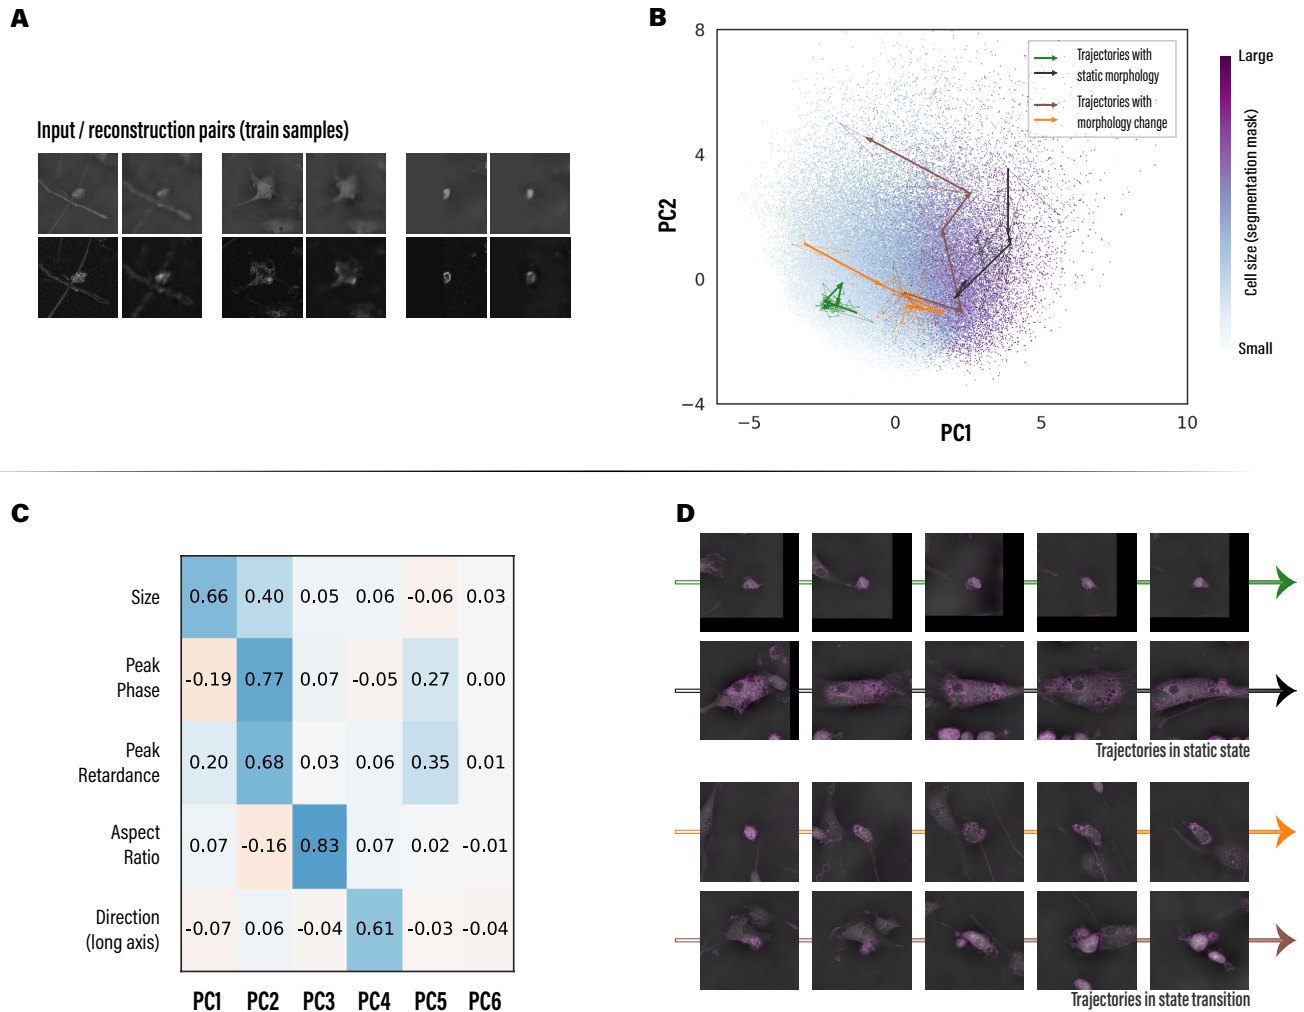 A
Input / reconstruction pairs (train samples)
B
8
4
0
−4
−5
0
5
10
PC2
PC1
Trajectories with
static morphology
Trajectories with
morphology change
Large
Cell size (segmentation mask)
Small
C
Size
0.66 0.40 0.05 0.06 -0.06 0.03
Peak
Phase
-0.19 0.77 0.07 -0.05 0.27 0.00
Peak
Retardance
0.20 0.68 0.03 0.06 0.35 0.01
Aspect
Ratio
0.07 -0.16 0.83 0.07 0.02 -0.01
Direction
(long axis)
-0.07 0.06 -0.04 0.61 -0.03 -0.04
PC1 PC2 PC3 PC4 PC5 PC6
D
Trajectories in static state
Trajectories in state transition